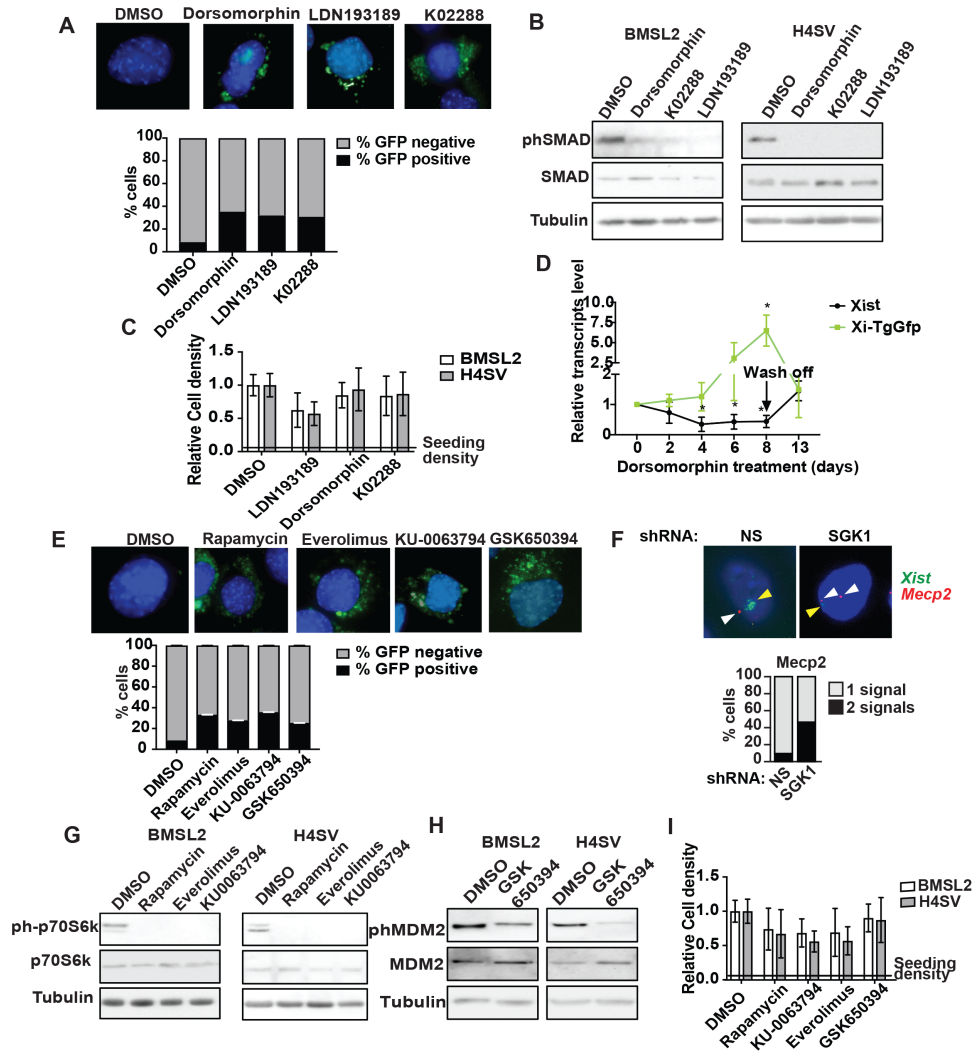 A
DMSO
Dorsomorphin
LDN193189
K02288
100
80
60
40
20
0
% cells
% GFP negative
% GFP positive
DMSO
Dorsomorphin
LDN193189
K02288
B
BMSL2
H4SV
DMSO
Dorsomorphin
K02288
LDN193189
DMSO
Dorsomorphin
K02288
LDN193189
phSMAD
SMAD
Tubulin
C
Relative Cell density
1.5
1.0
0.5
0.0
BMSL2
H4SV
Seeding
density
DMSO
LDN193189
Dorsomorphin
K02288
D
Relative transcripts level
10.0
7.5
5.0
2.5
2
1
0
Xist
Xi-TgGfp
Wash off
*
*
*
*
0 2 4 6 8 13
Dorsomorphin treatment (days)
E
DMSO
Rapamycin
Everolimus
KU-0063794
GSK650394
100
80
60
40
20
0
% cells
% GFP negative
% GFP positive
DMSO
Rapamycin
Everolimus
KU-0063794
GSK650394
F
shRNA: NS SGK1
Xist
Mecp2
Mecp2
100
80
60
40
20
0
% cells
1 signal
2 signals
shRNA: NS SGK1
G
BMSL2
H4SV
DMSO
Rapamycin
Everolimus
KU0063794
DMSO
Rapamycin
Everolimus
KU0063794
ph-p70S6k
p70S6k
Tubulin
H
BMSL2
H4SV
DMSO
GSK
650394
DMSO
GSK
650394
phMDM2
MDM2
Tubulin
I
Relative Cell density
1.5
1.0
0.5
0.0
BMSL2
H4SV
Seeding
density
DMSO
Rapamycin
KU-0063794
Everolimus
GSK650394